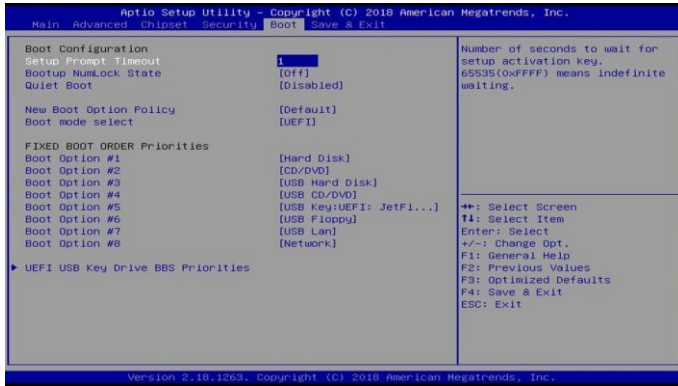 Aptio Setup Utility – Copyright (C) 2018 American Megatrends, Inc.
Main Advanced Chipset Security Boot Save & Exit
Boot Configuration
Setup Prompt Timeout 1
Bootup NumLock State [Off]
Quiet Boot [Disabled]
New Boot Option Policy [Default]
Boot mode select [UEFI]
FIXED BOOT ORDER Priorities
Boot Option #1 [Hard Disk]
Boot Option #2 [CD/DVD]
Boot Option #3 [USB Hard Disk]
Boot Option #4 [USB CD/DVD]
Boot Option #5 [USB Key:UEFI: JetFl...]
Boot Option #6 [USB Floppy]
Boot Option #7 [USB Lan]
Boot Option #8 [Network]
▶ UEFI USB Key Drive BBS Priorities
Number of seconds to wait for
setup activation key.
65535(0xFFFF) means indefinite
waiting.
→←: Select Screen
↑↓: Select Item
Enter: Select
+/-: Change Opt.
F1: General Help
F2: Previous Values
F3: Optimized Defaults
F4: Save & Exit
ESC: Exit
Version 2.18.1263. Copyright (C) 2018 American Megatrends, Inc.